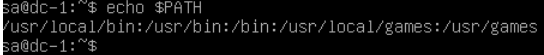 sa@dc-1:~$ echo $PATH
/usr/local/bin:/usr/bin:/bin:/usr/local/games:/usr/games
sa@dc-1:~$